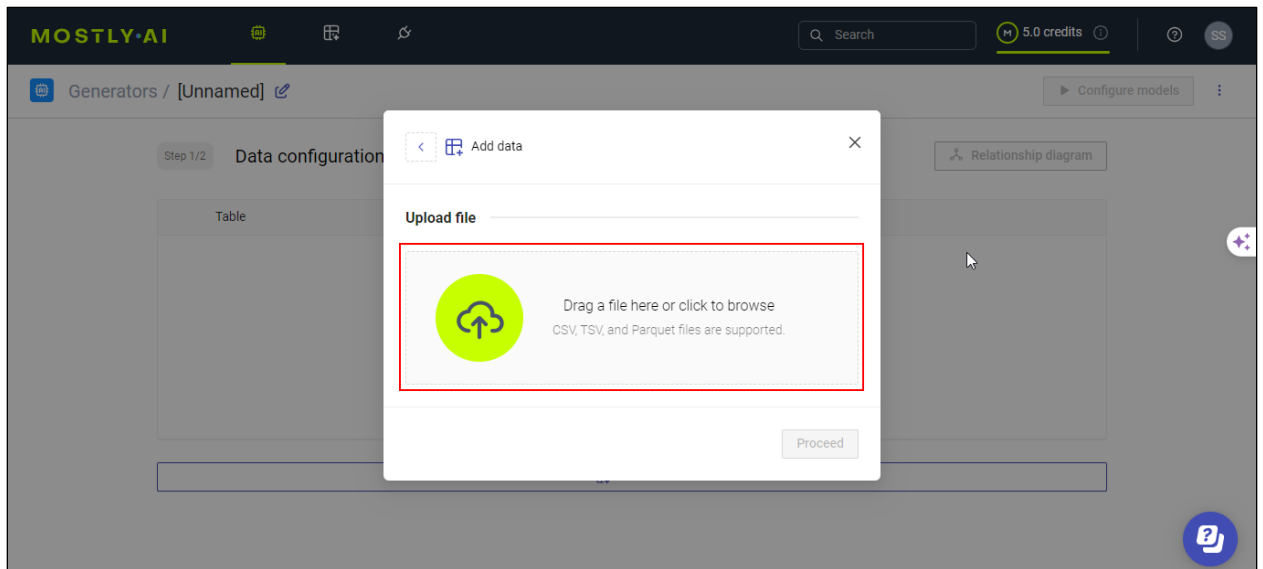 MOSTLY·AI
Search
M 5.0 credits
SS
Generators / [Unnamed]
Configure models
Step 1/2 Data configuration
Relationship diagram
Table
Add data
Upload file
Drag a file here or click to browse
CSV, TSV, and Parquet files are supported.
Proceed